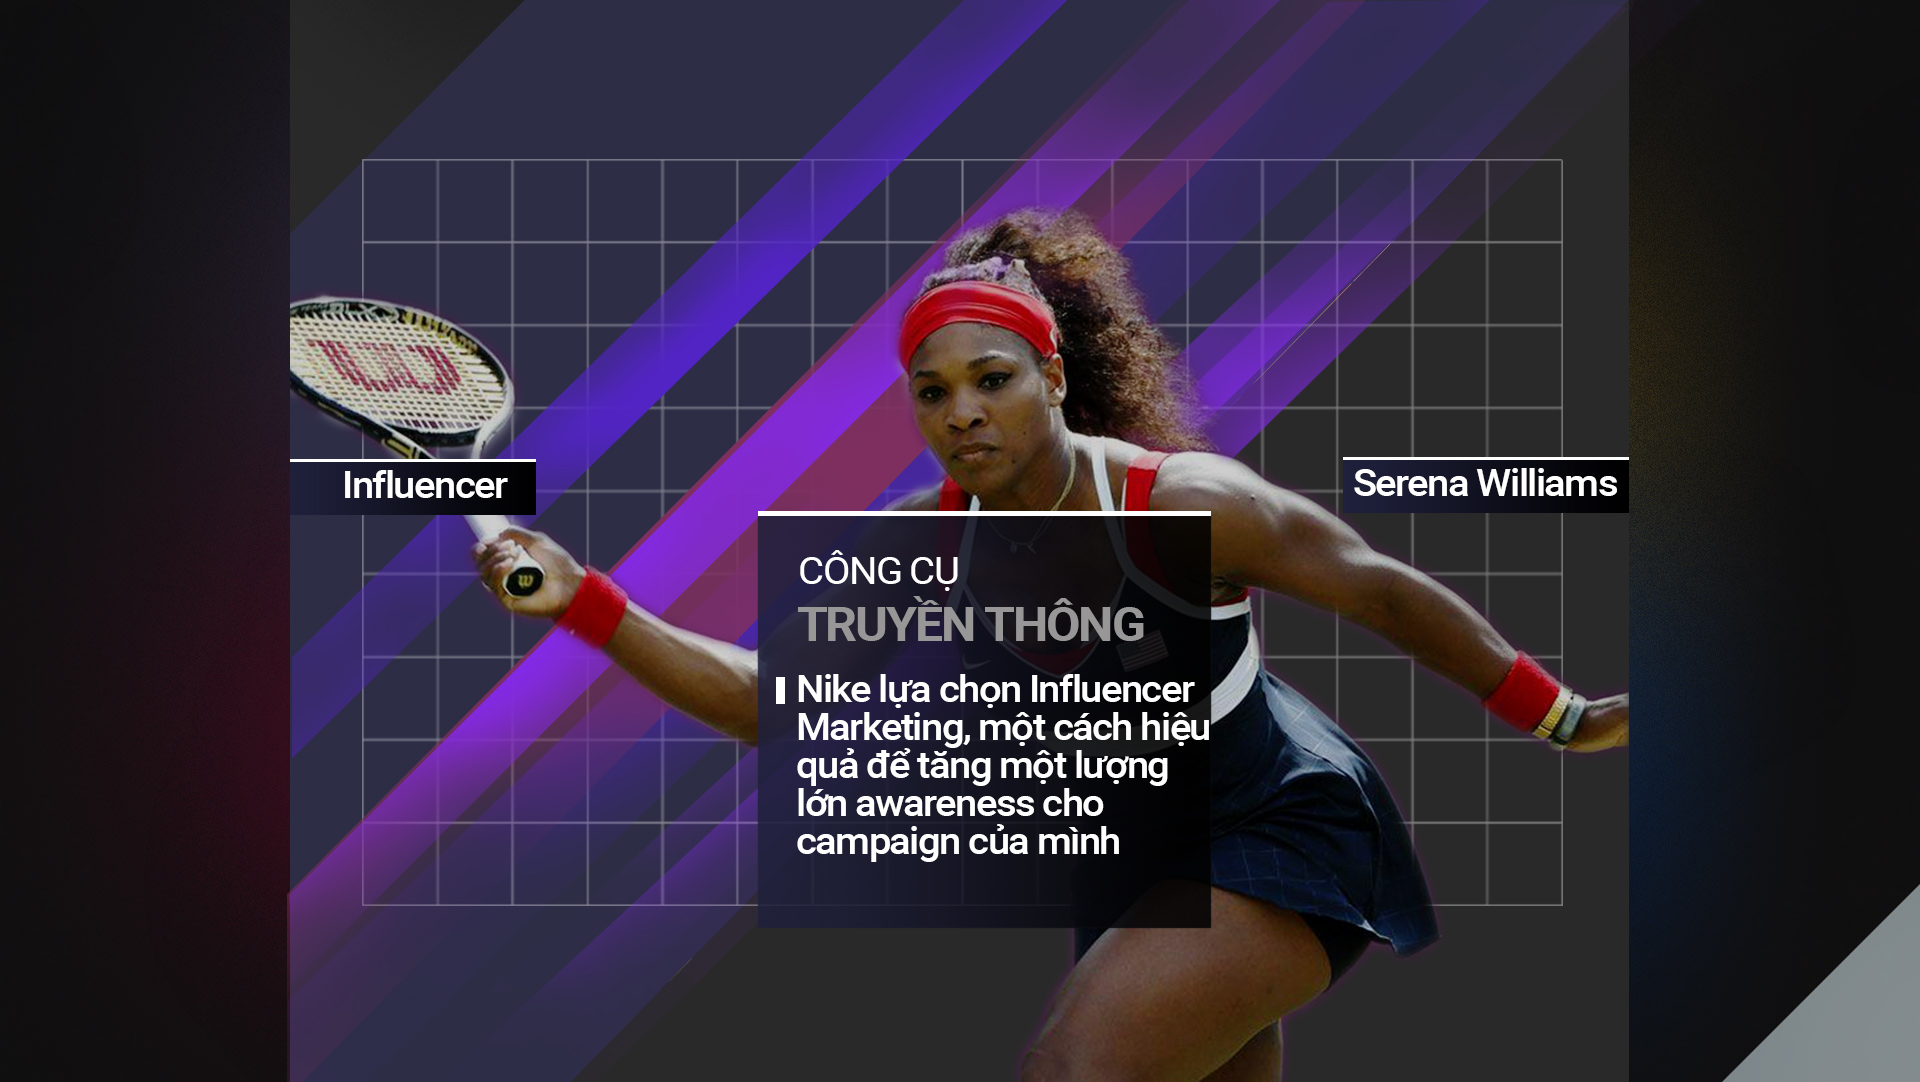 Influencer
Serena Williams
CÔNG CỤ
TRUYỀN THÔNG
Nike lựa chọn Influencer
Marketing, một cách hiệu
quả để tăng một lượng
lớn awareness cho
campaign của mình